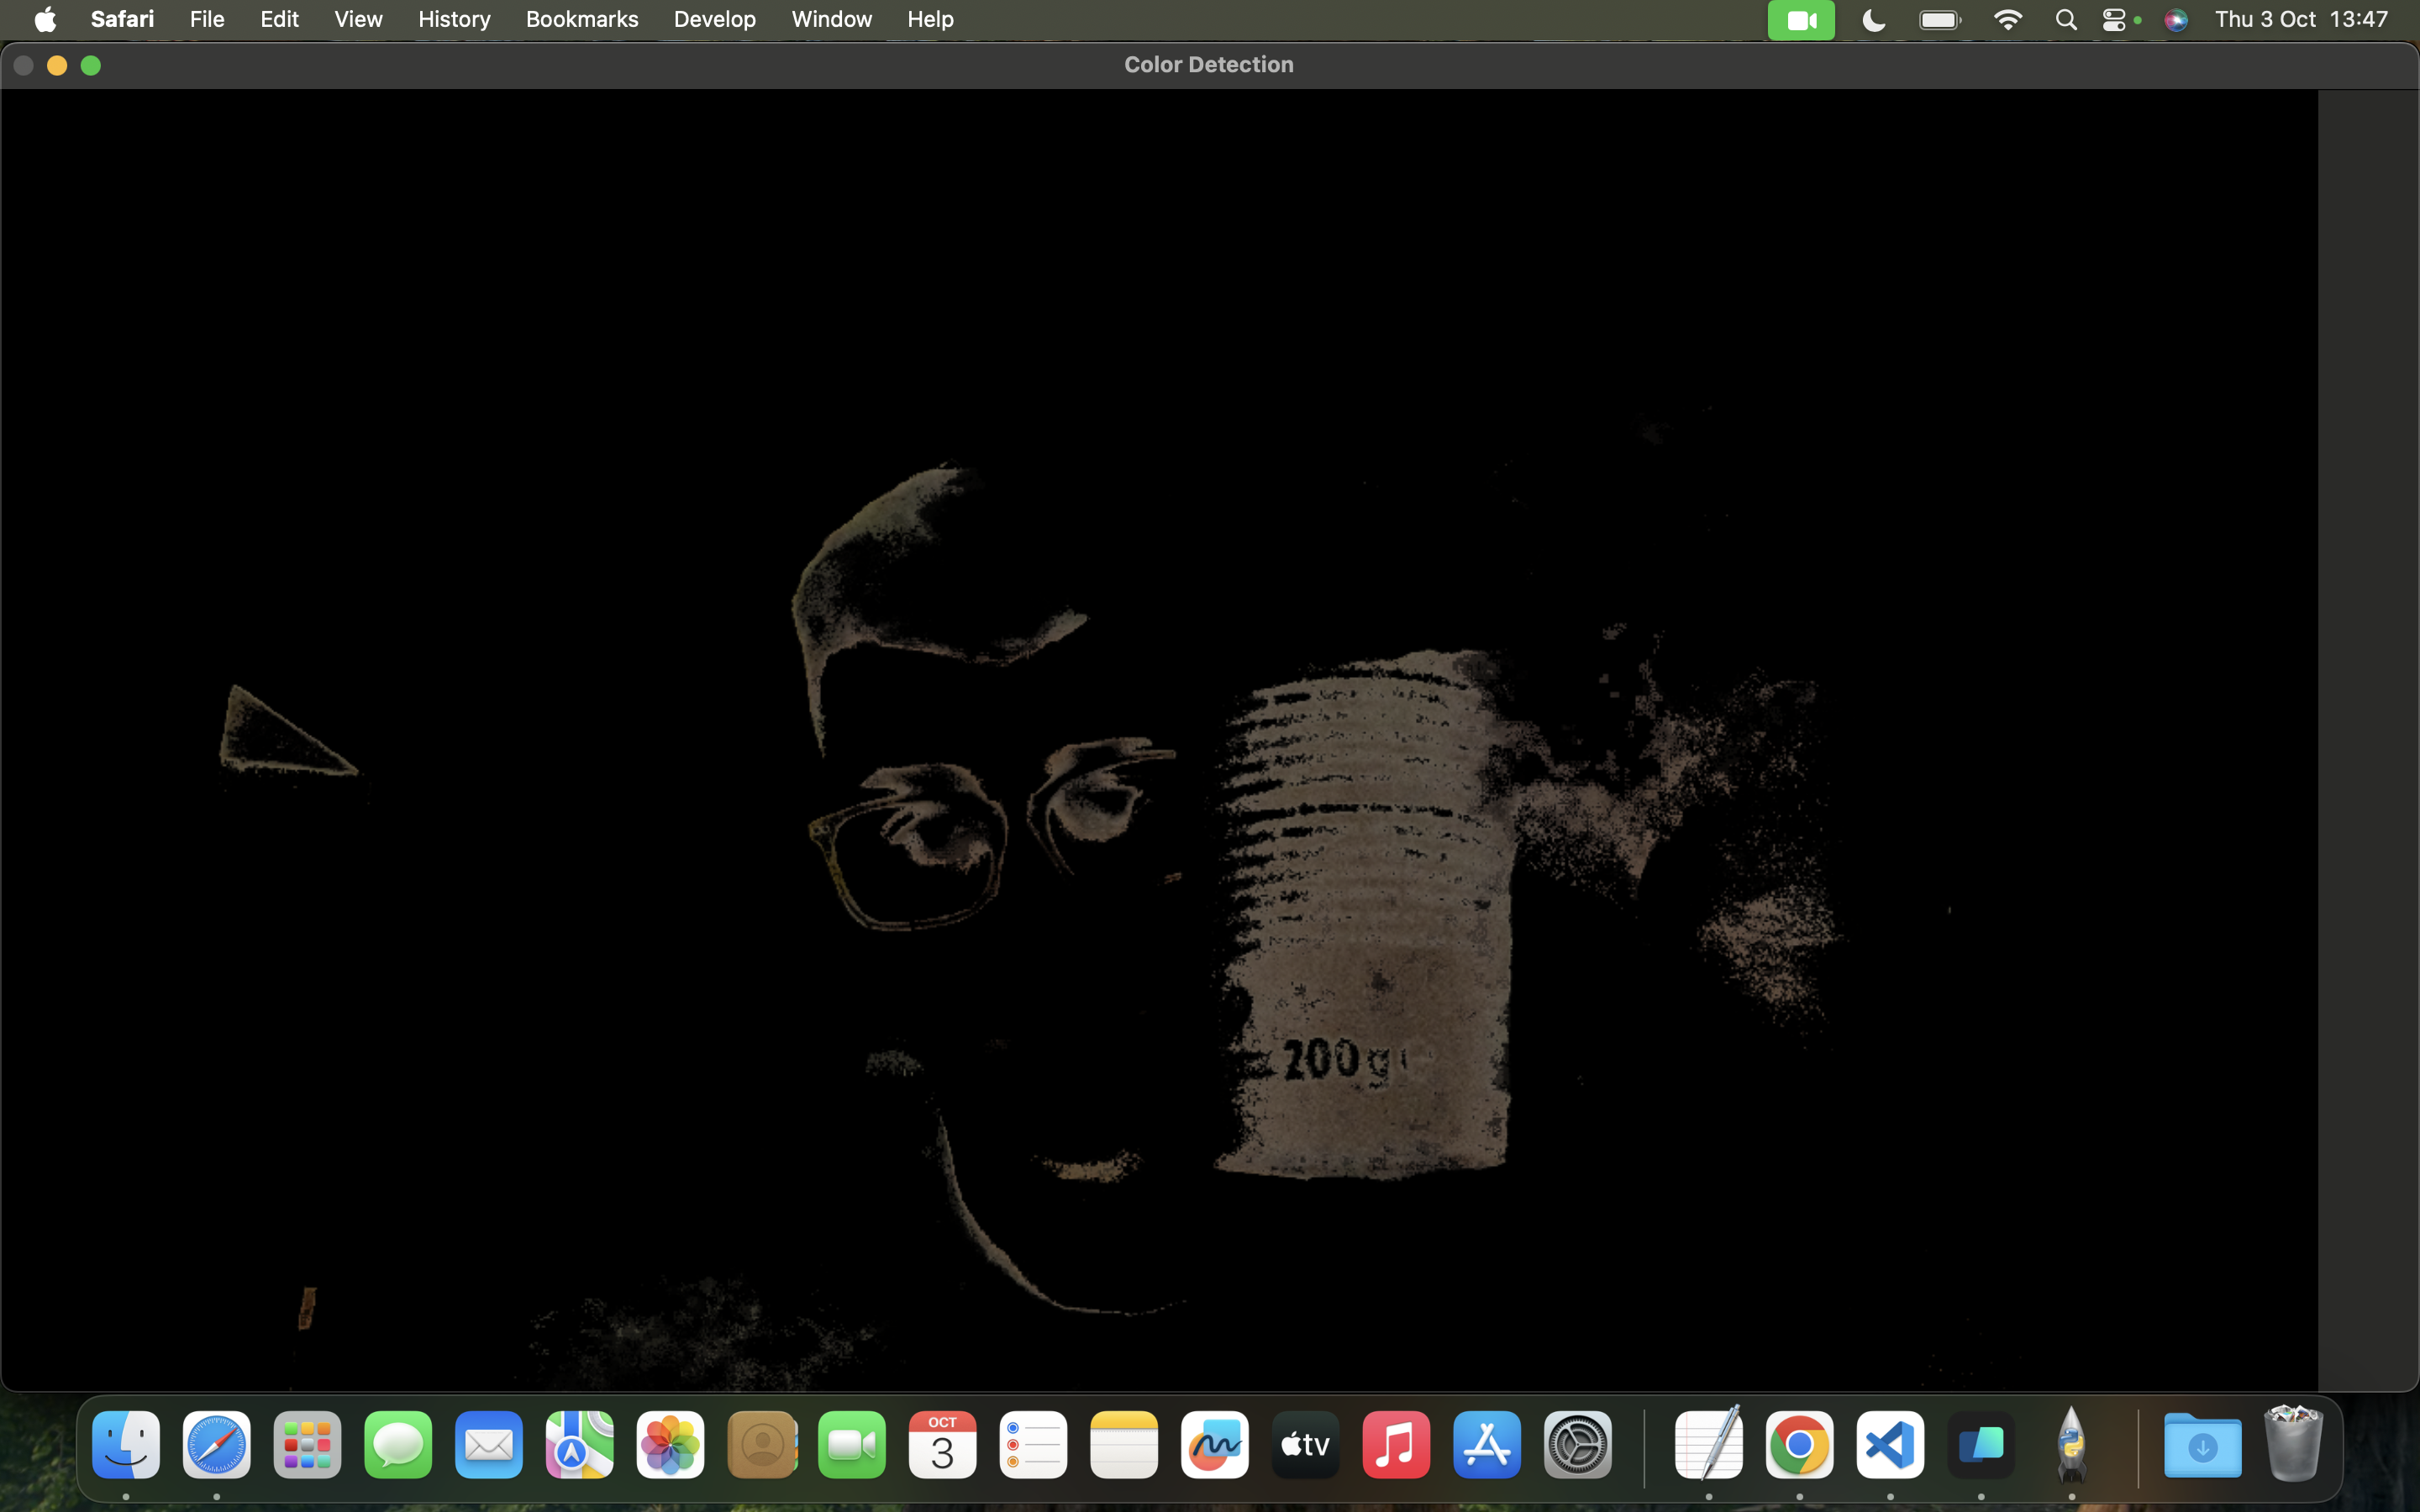 Safari File Edit View History Bookmarks Develop Window Help Thu 3 Oct 13:47
Color Detection
200g
OCT
3
tv